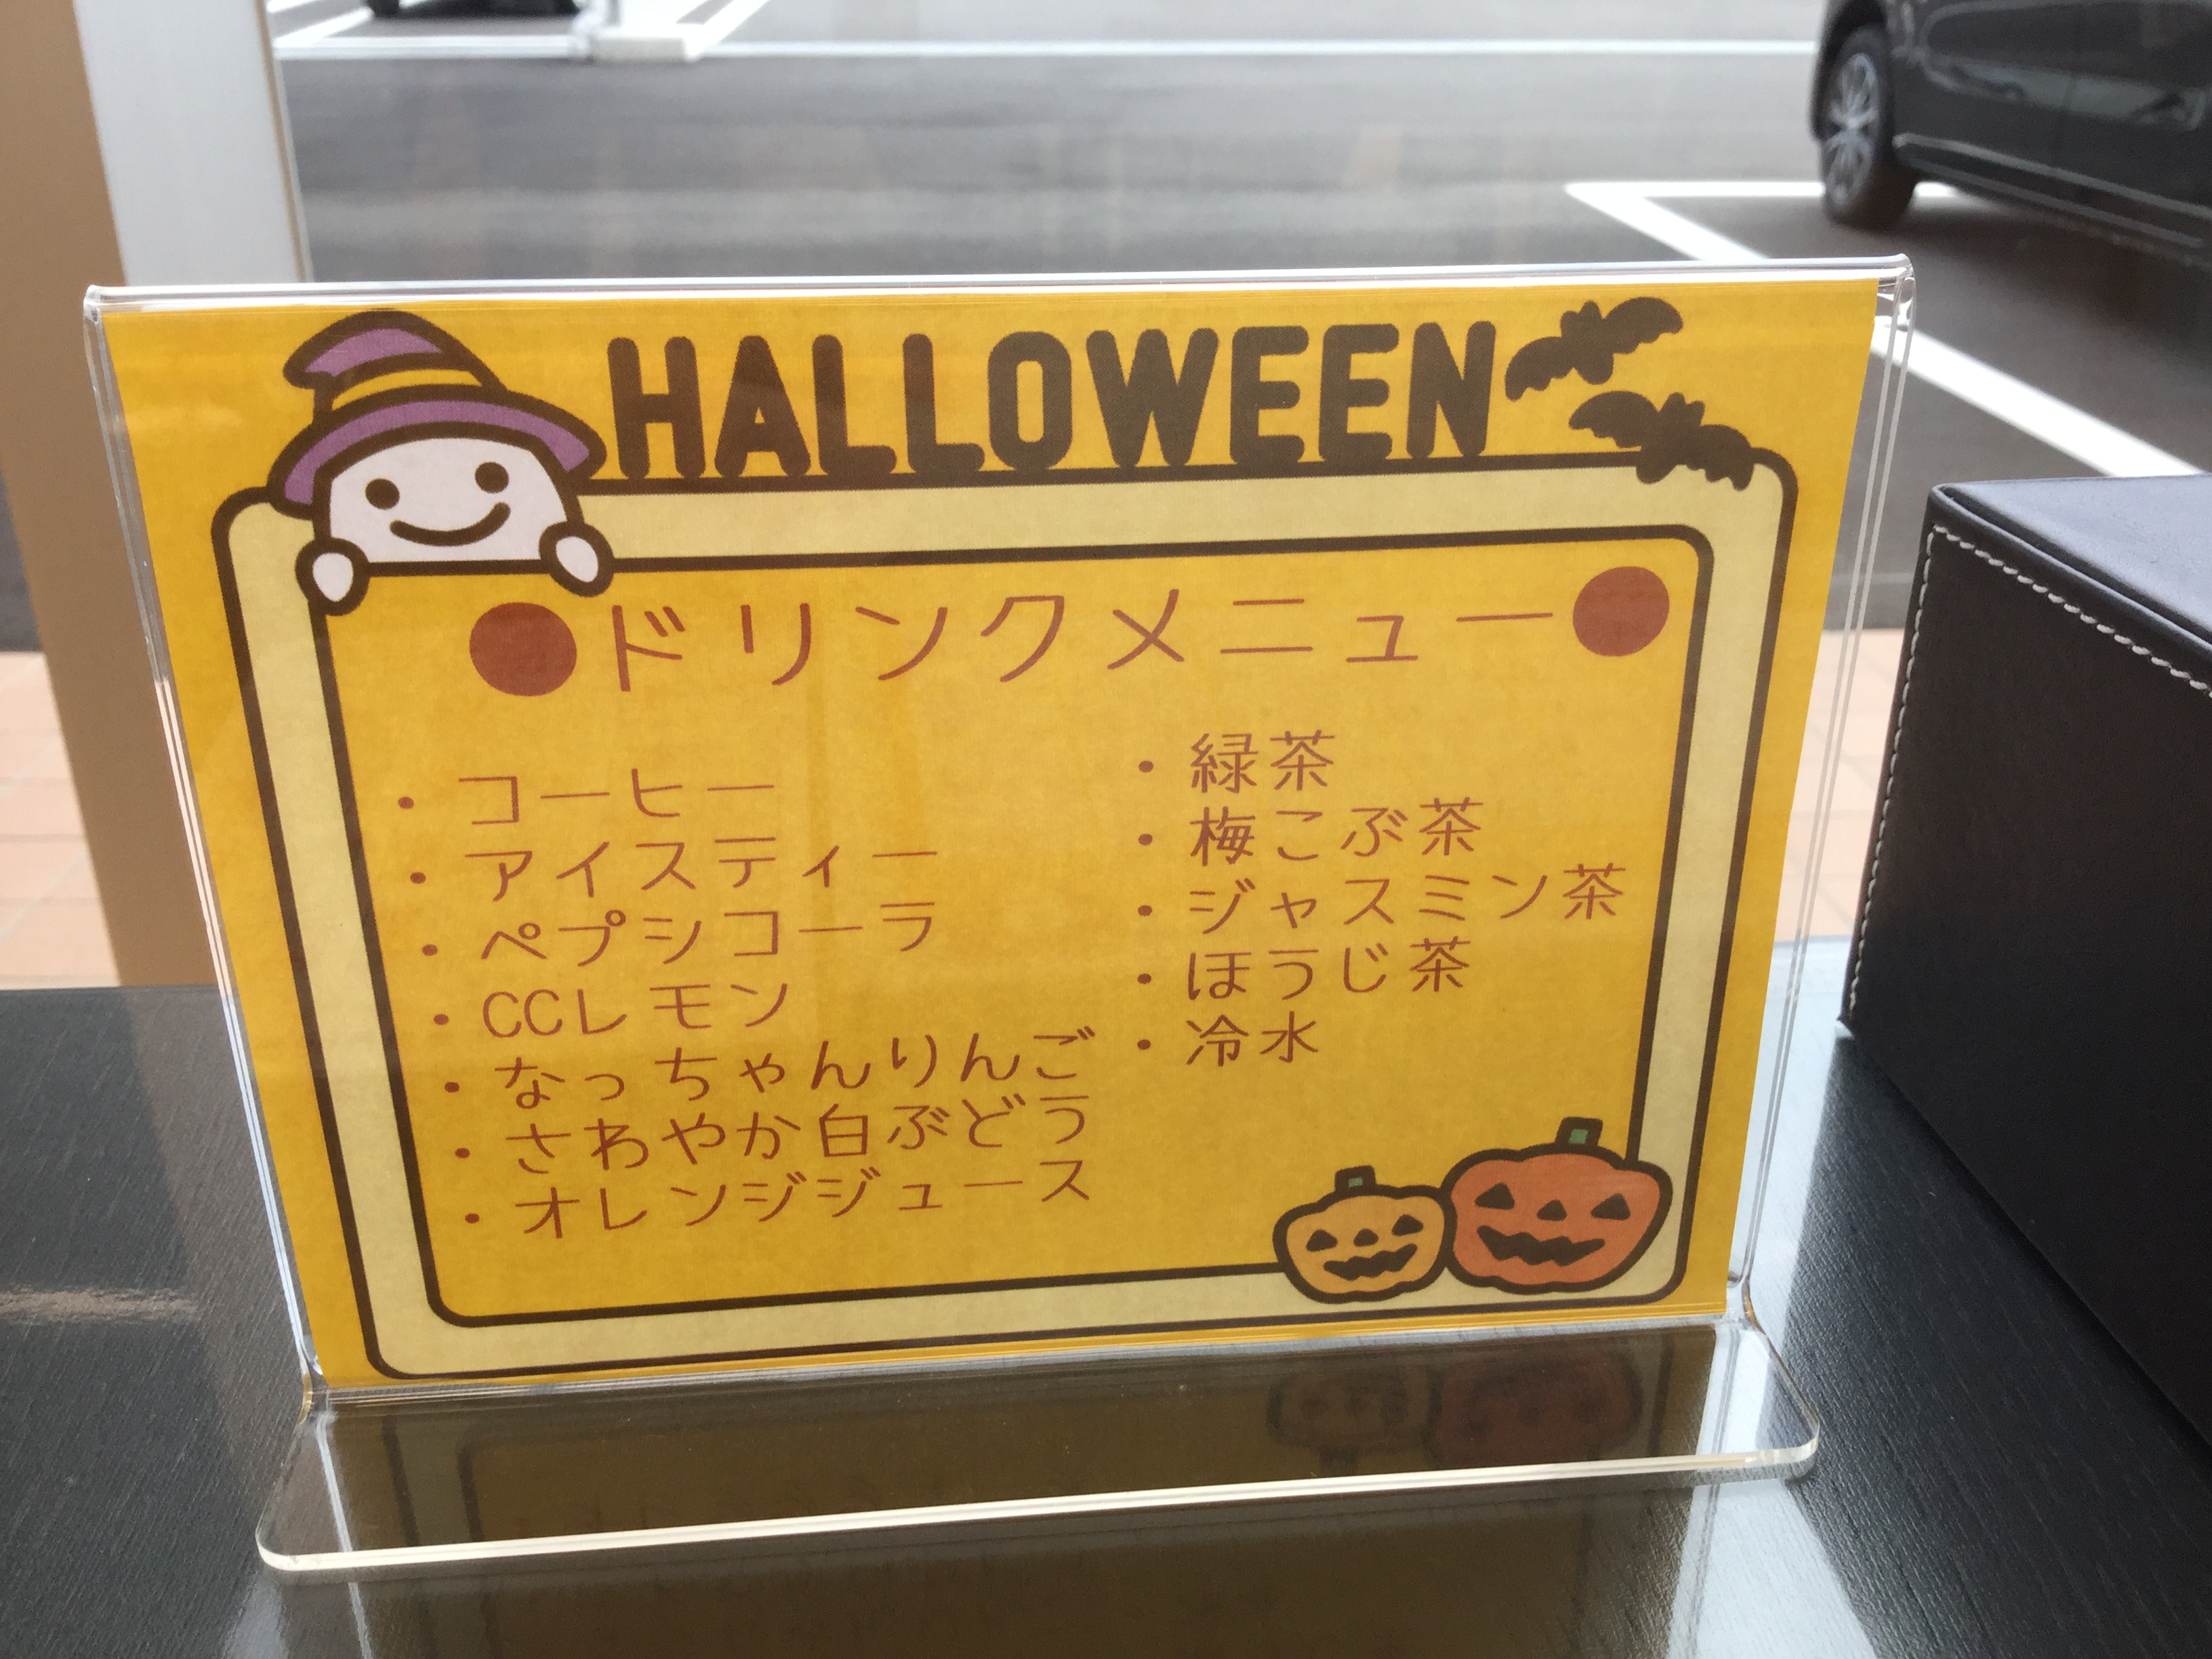 HALLOWEEN
●ドリンクメニュー●
・コーヒー
・アイスティー
・ペプシコーラ
・CCレモン
・なっちゃんりんご
・さわやか白ぶどう
・オレンジジュース
・緑茶
・梅こぶ茶
・ジャスミン茶
・ほうじ茶
・冷水